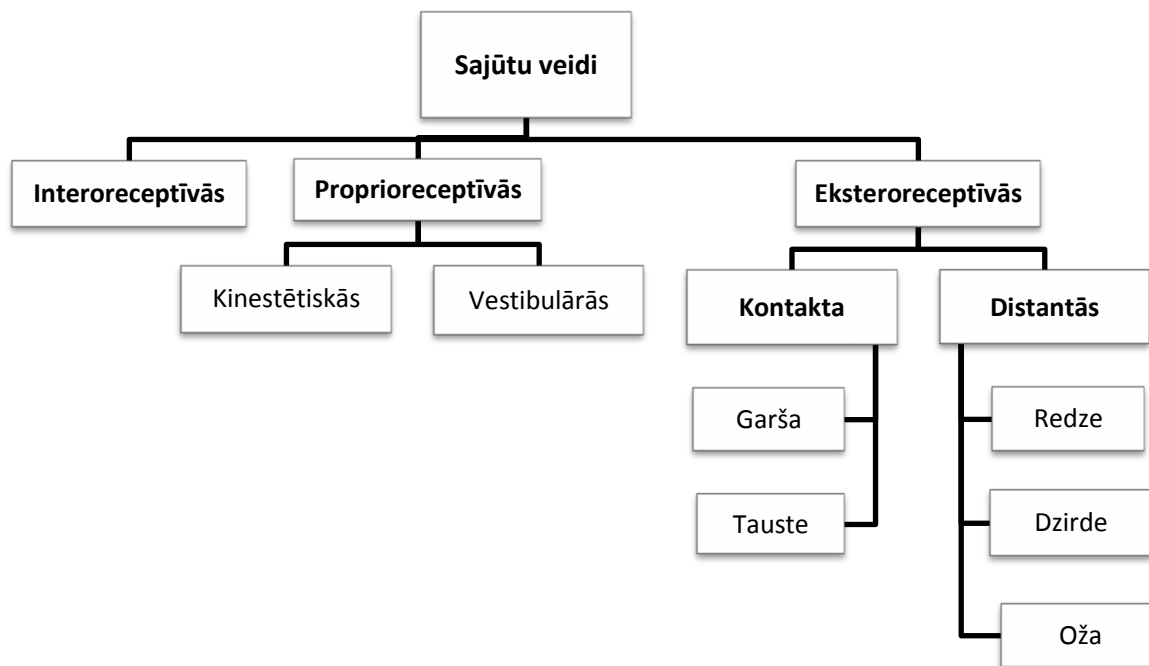 Sajūtu veidi
Interoreceptīvās
Proprioreceptīvās
Eksteroreceptīvās
Kinestētiskās
Vestibulārās
Kontakta
Distantās
Garša
Redze
Tauste
Dzirde
Oža